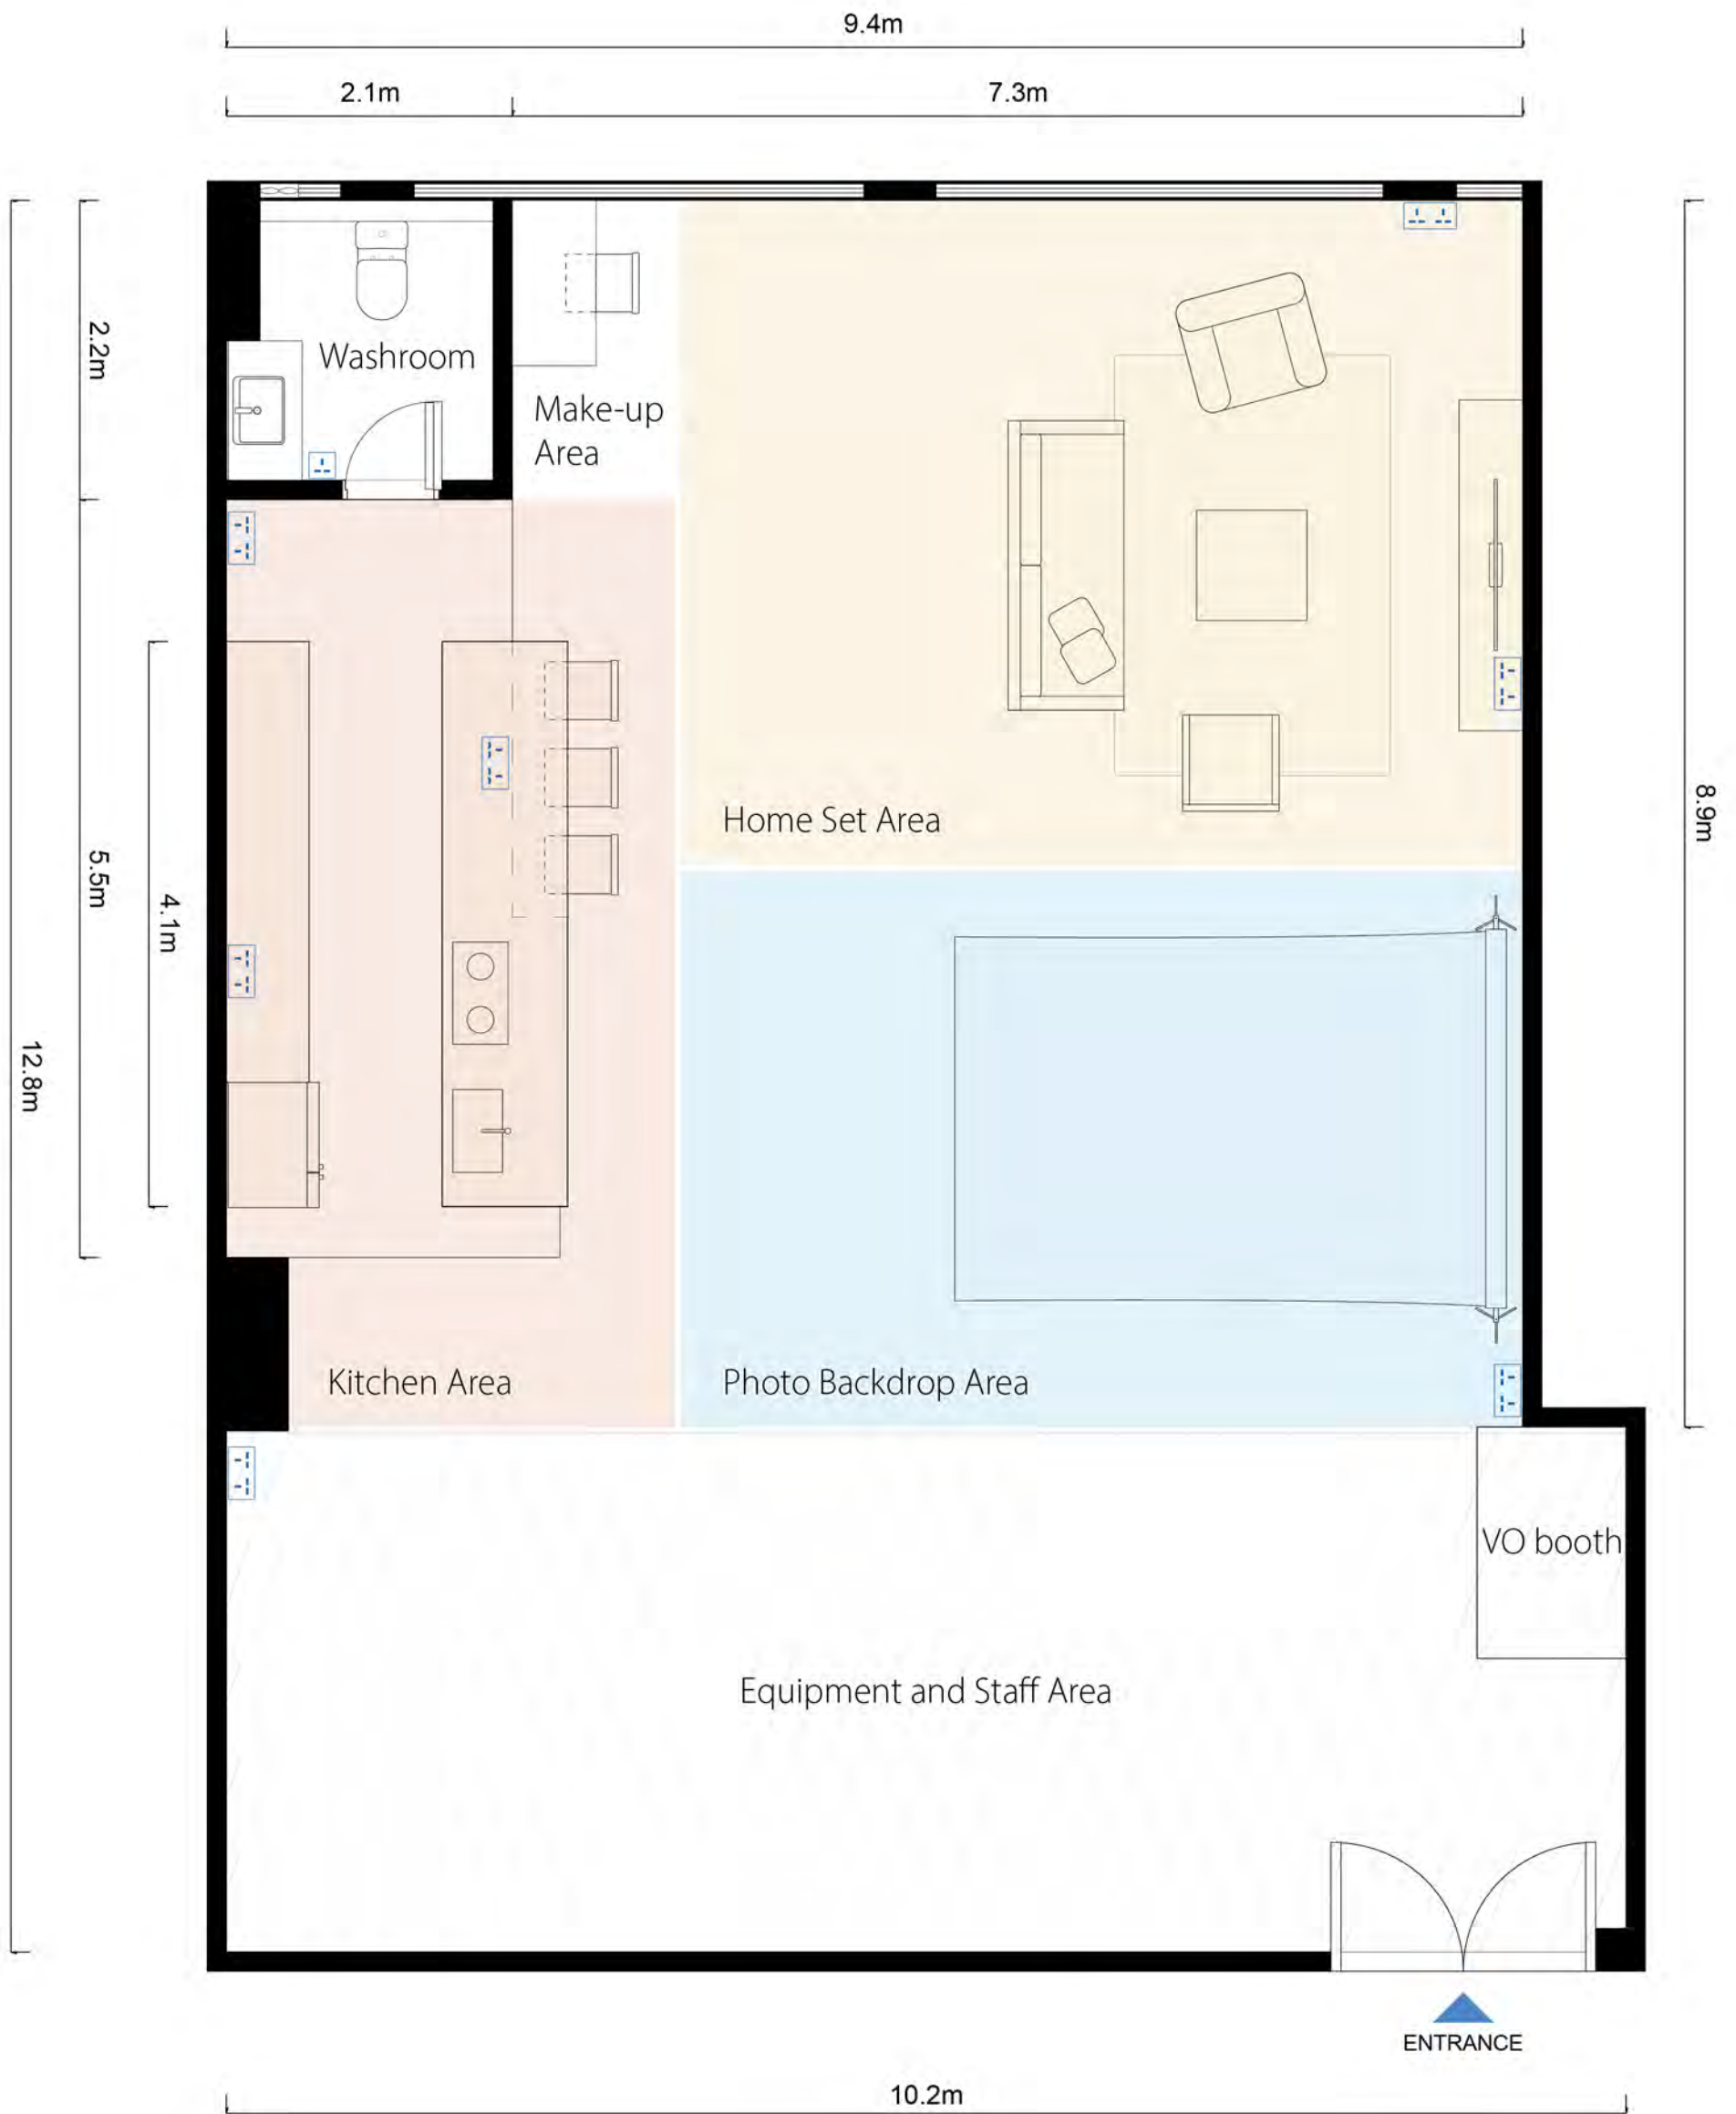 9.4m
2.1m
7.3m
2.2m
Washroom
Make-up
Area
Home Set Area
8.9m
5.5m
4.1m
12.8m
Kitchen Area
Photo Backdrop Area
VO booth
Equipment and Staff Area
ENTRANCE
10.2m